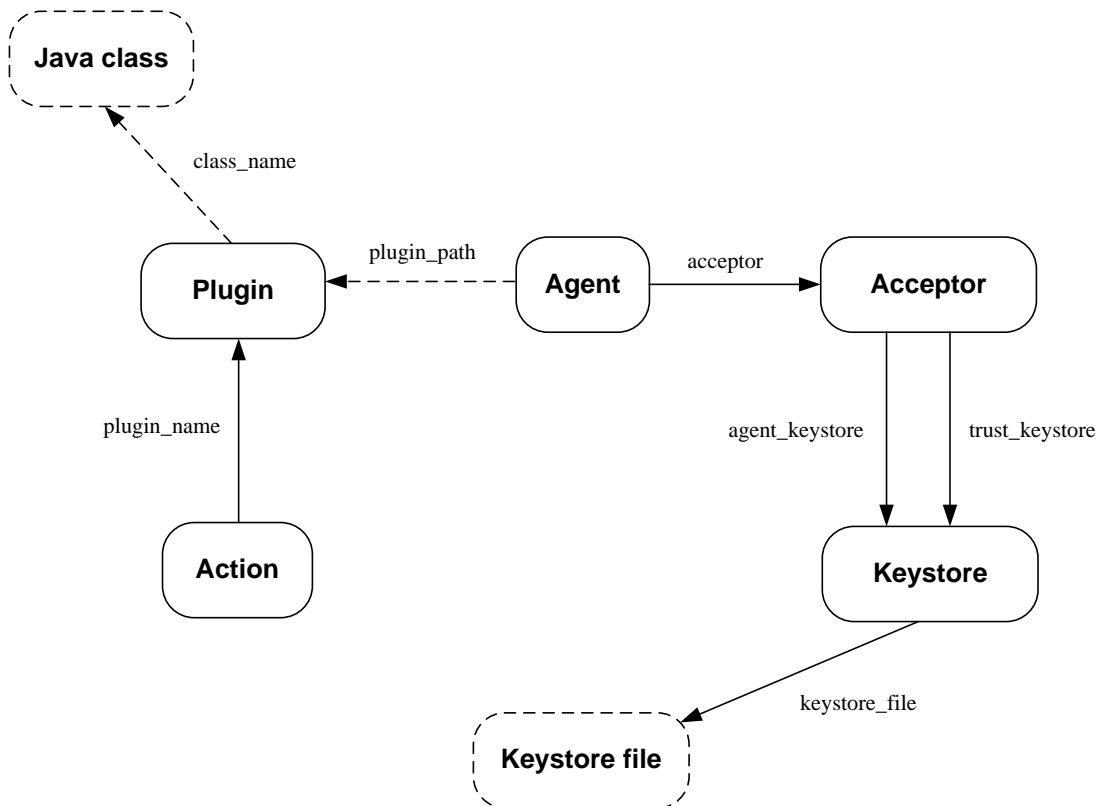 Java class
class_name
plugin_path
acceptor
Plugin
Agent
Acceptor
plugin_name
agent_keystore
trust_keystore
Action
Keystore
keystore_file
Keystore file